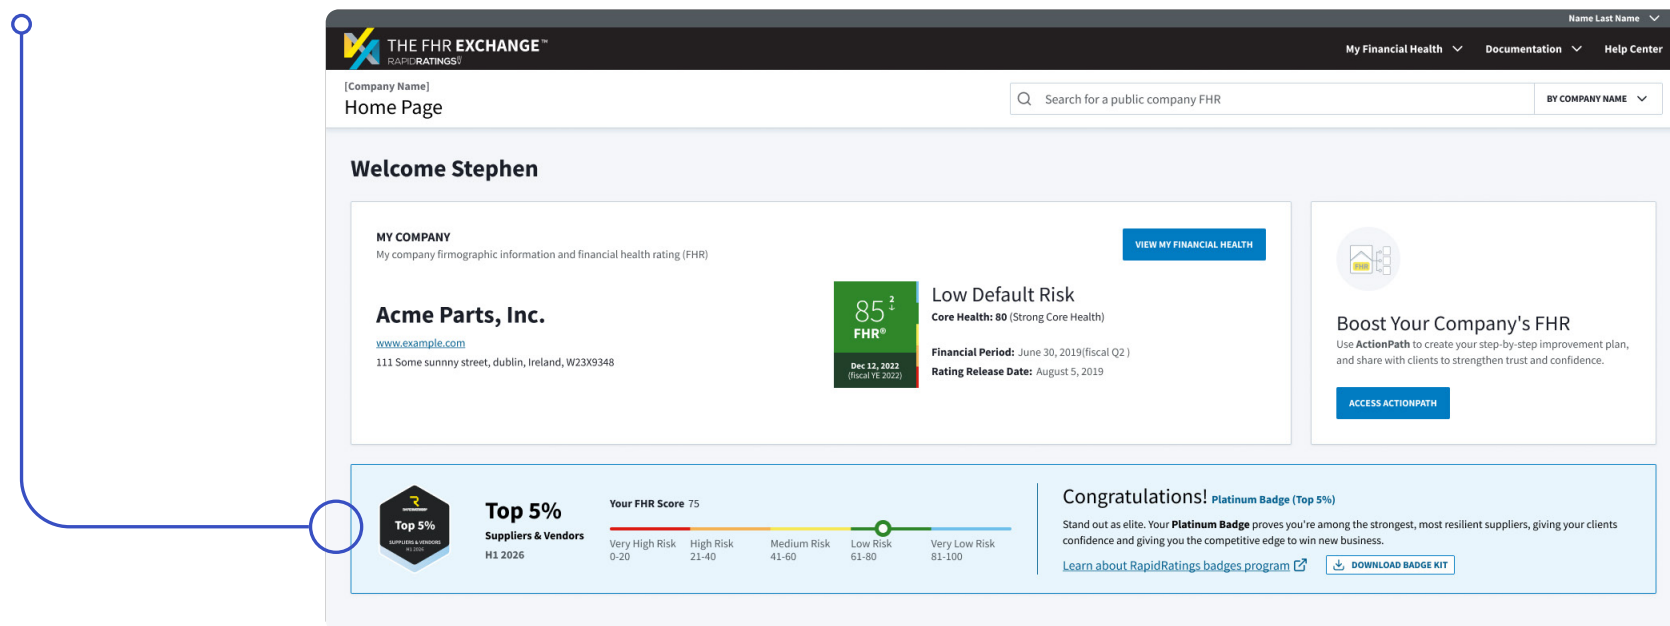 Name Last Name
THE FHR EXCHANGE™
RAPIDRATINGS
My Financial Health
Documentation
Help Center
[Company Name]
Home Page
Search for a public company FHR
BY COMPANY NAME
Welcome Stephen
MY COMPANY
My company firmographic information and financial health rating (FHR)
VIEW MY FINANCIAL HEALTH
Acme Parts, Inc.
www.example.com
111 Some sunnny street, dublin, Ireland, W23X9348
85 2↓
FHR®
Dec 12, 2022
(fiscal YE 2022)
Low Default Risk
Core Health: 80 (Strong Core Health)
Financial Period: June 30, 2019(fiscal Q2 )
Rating Release Date: August 5, 2019
FHR
Boost Your Company's FHR
Use ActionPath to create your step-by-step improvement plan,
and share with clients to strengthen trust and confidence.
ACCESS ACTIONPATH
RAPIDRATINGS
Top 5%
SUPPLIERS & VENDORS
H1 2026
Top 5%
Suppliers & Vendors
H1 2026
Your FHR Score 75
Very High Risk
0-20
High Risk
21-40
Medium Risk
41-60
Low Risk
61-80
Very Low Risk
81-100
Congratulations! Platinum Badge (Top 5%)
Stand out as elite. Your Platinum Badge proves you're among the strongest, most resilient suppliers, giving your clients
confidence and giving you the competitive edge to win new business.
Learn about RapidRatings badges program
DOWNLOAD BADGE KIT